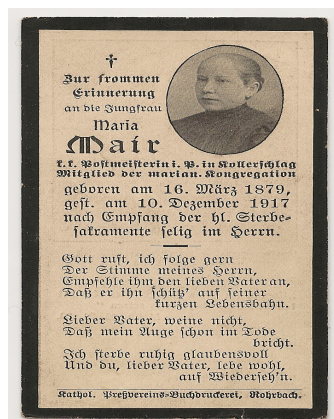 †
Zur frommen
Erinnerung
an die Jungfrau
Maria
Mair
k. k. Postmeisterin i. P. in Kollerschlag
Mitglied der marian. Kongregation
geboren am 16. März 1879,
gest. am 10. Dezember 1917
nach Empfang der hl. Sterbe-
sakramente selig im Herrn.
Gott ruft, ich folge gern
Der Stimme meines Herrn,
Empfehle ihm den lieben Vater an,
Daß er ihn schütz' auf seiner
kurzen Lebensbahn.
Lieber Vater, weine nicht,
Daß mein Auge schon im Tode
bricht.
Ich sterbe ruhig glaubensvoll
Und du, lieber Vater, lebe wohl,
auf Wiederseh'n.
Kathol. Preßvereins-Buchdruckerei, Rohrbach.